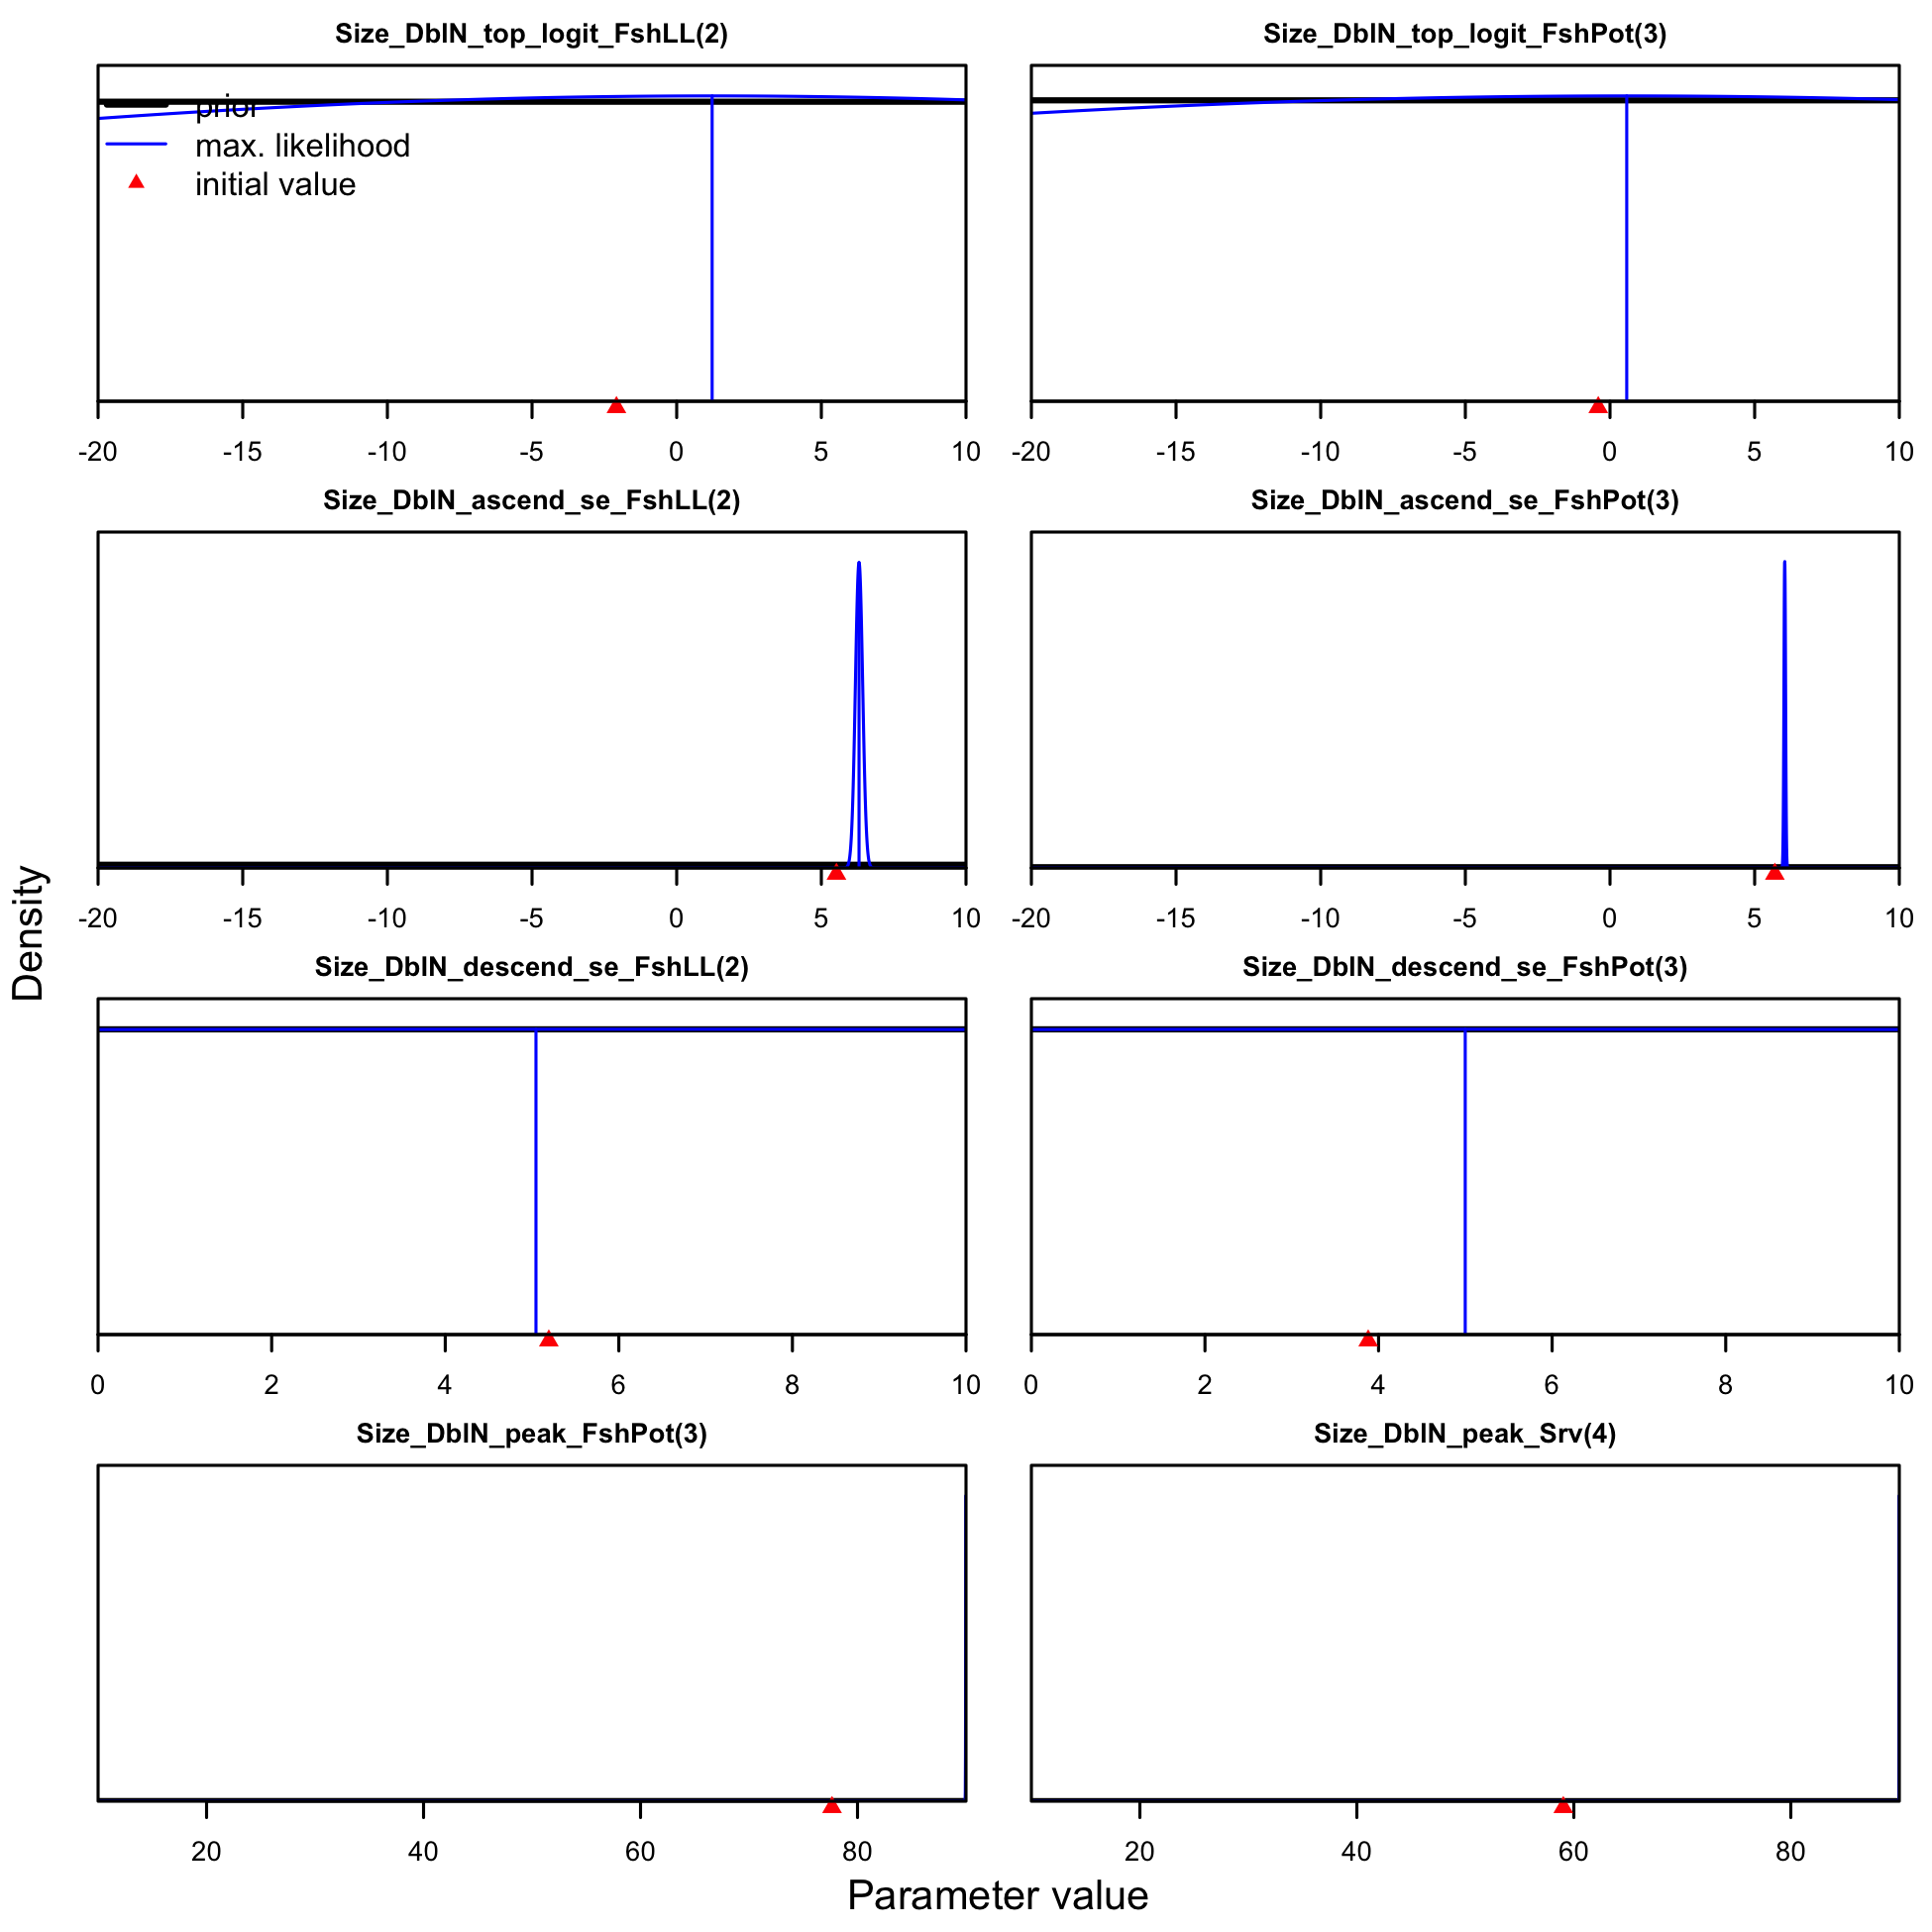 Size_DblN_top_logit_FshLL(2)
Size_DblN_top_logit_FshPot(3)
prior
max. likelihood
initial value
-20 -15 -10 -5 0 5 10
-20 -15 -10 -5 0 5 10
Size_DblN_ascend_se_FshLL(2)
Size_DblN_ascend_se_FshPot(3)
-20 -15 -10 -5 0 5 10
-20 -15 -10 -5 0 5 10
Density
Size_DblN_descend_se_FshLL(2)
Size_DblN_descend_se_FshPot(3)
0 2 4 6 8 10
0 2 4 6 8 10
Size_DblN_peak_FshPot(3)
Size_DblN_peak_Srv(4)
20 40 60 80
20 40 60 80
Parameter value